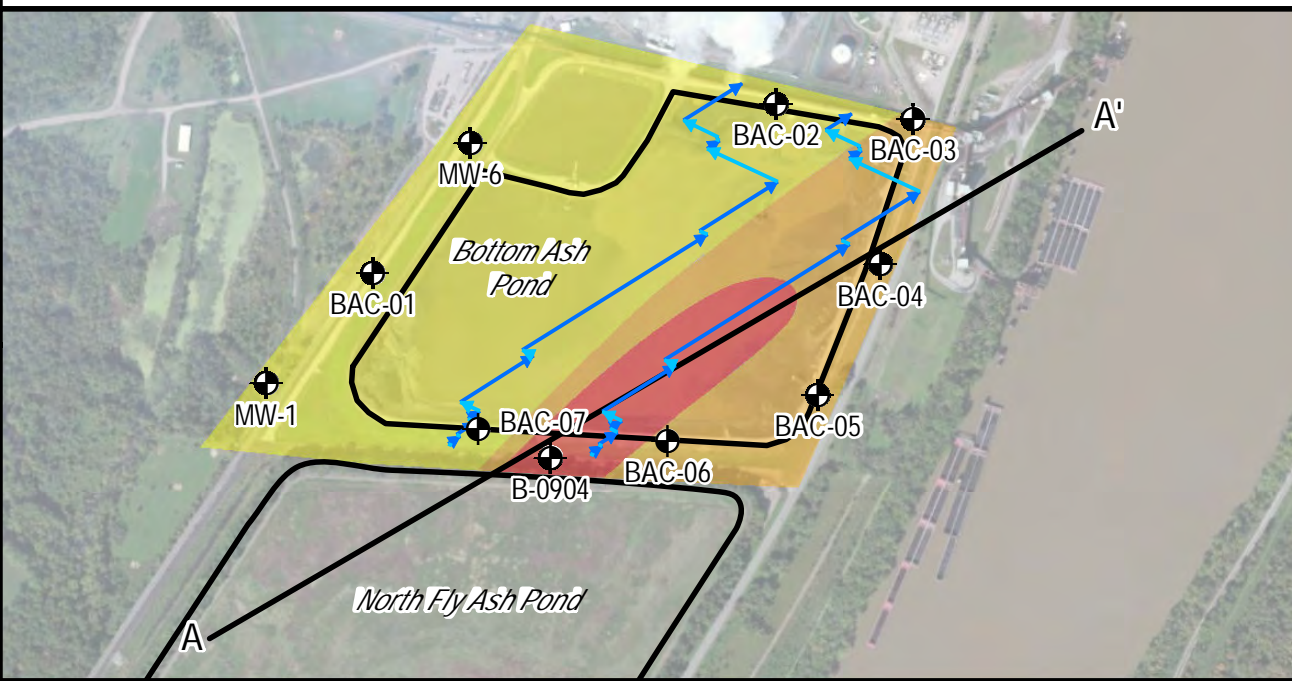 A'
BAC-02
BAC-03
MW-6
Bottom Ash
Pond
BAC-01
BAC-04
MW-1
BAC-07
BAC-05
BAC-06
B-0904
North Fly Ash Pond
A